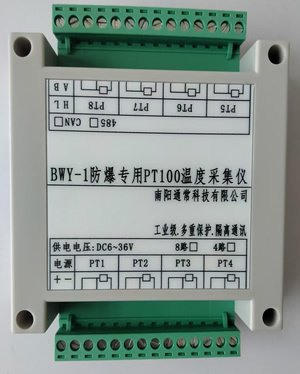 A B
H L PT8 PT7 PT6 PT5
CAN□ 485□
BWY-1防爆专用PT100温度采集仪
南阳通常科技有限公司
工业级.多重保护.隔离通讯
供电电压:DC6~36V 8路□ 4路□
电源 PT1 PT2 PT3 PT4
+ -